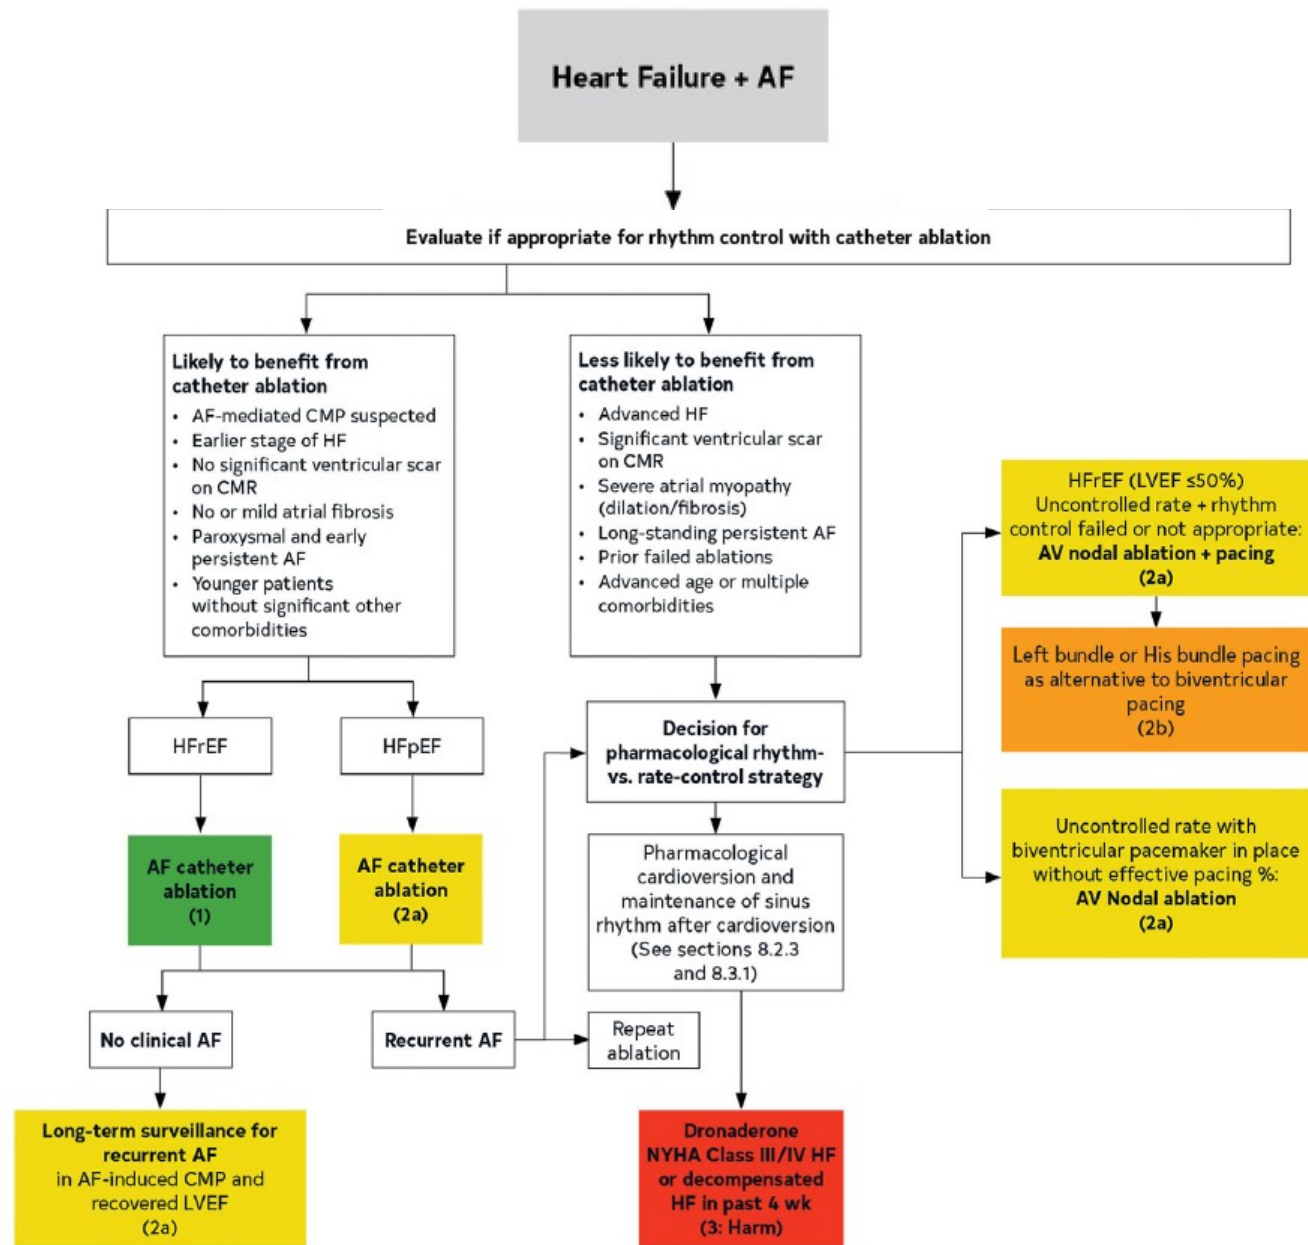 Heart Failure + AF
Evaluate if appropriate for rhythm control with catheter ablation
Likely to benefit from
catheter ablation
• AF-mediated CMP suspected
• Earlier stage of HF
• No significant ventricular scar
on CMR
• No or mild atrial fibrosis
• Paroxysmal and early
persistent AF
• Younger patients
without significant other
comorbidities
Less likely to benefit from
catheter ablation
• Advanced HF
• Significant ventricular scar
on CMR
• Severe atrial myopathy
(dilation/fibrosis)
• Long-standing persistent AF
• Prior failed ablations
• Advanced age or multiple
comorbidities
HFrEF (LVEF ≤50%)
Uncontrolled rate + rhythm
control failed or not appropriate:
AV nodal ablation + pacing
(2a)
Left bundle or His bundle pacing
as alternative to biventricular
pacing
(2b)
HFrEF
HFpEF
Decision for
pharmacological rhythm-
vs. rate-control strategy
AF catheter
ablation
(1)
AF catheter
ablation
(2a)
Pharmacological
cardioversion and
maintenance of sinus
rhythm after cardioversion
(See sections 8.2.3
and 8.3.1)
Uncontrolled rate with
biventricular pacemaker in place
without effective pacing %:
AV Nodal ablation
(2a)
No clinical AF
Recurrent AF
Repeat
ablation
Long-term surveillance for
recurrent AF
in AF-induced CMP and
recovered LVEF
(2a)
Dronaderone
NYHA Class III/IV HF
or decompensated
HF in past 4 wk
(3: Harm)